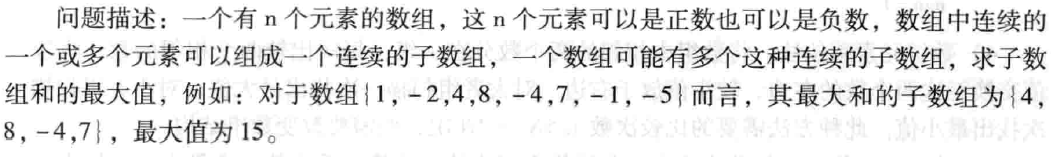 问题描述：一个有 n 个元素的数组，这 n 个元素可以是正数也可以是负数，数组中连续的
一个或多个元素可以组成一个连续的子数组，一个数组可能有多个这种连续的子数组，求子数
组和的最大值，例如：对于数组{1，-2,4,8，-4,7，-1，-5}而言，其最大和的子数组为{4，
8，-4,7}，最大值为 15。